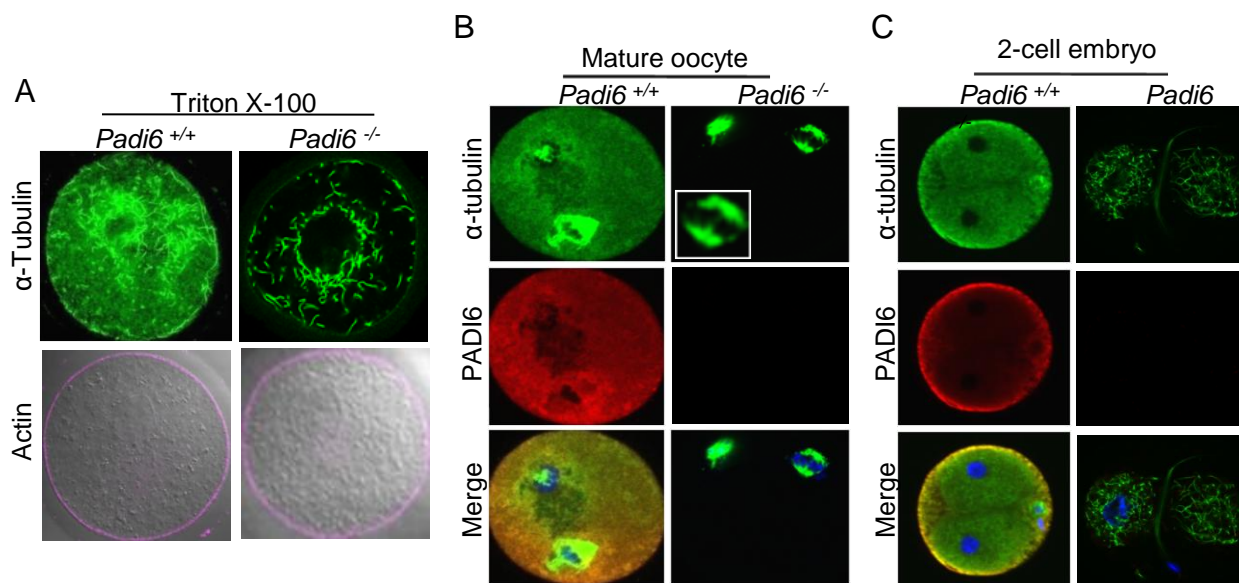 A
Triton X-100
Padi6 +/+ Padi6 -/-
α-Tubulin
Actin
B
Mature oocyte
Padi6 +/+ Padi6 -/-
α-tubulin
PADI6
Merge
C
2-cell embryo
Padi6 +/+ Padi6
-/-
α-tubulin
PADI6
Merge